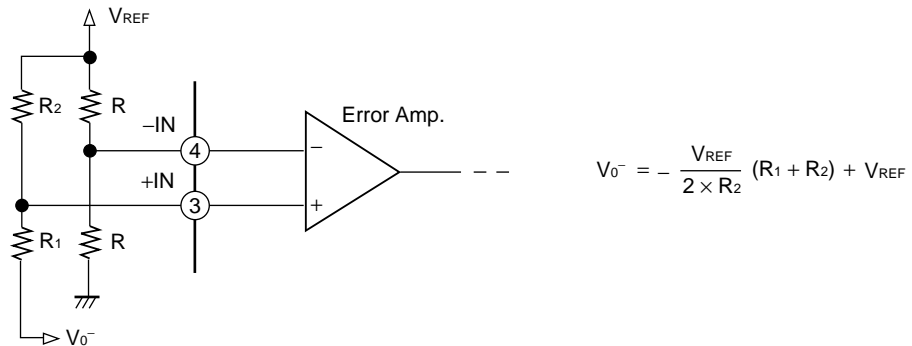 VREF
R2
R
−IN
Error Amp.
4
−
+IN
3
+
R1
R
V0−
V0− = − VREF / 2 × R2 (R1 + R2) + VREF